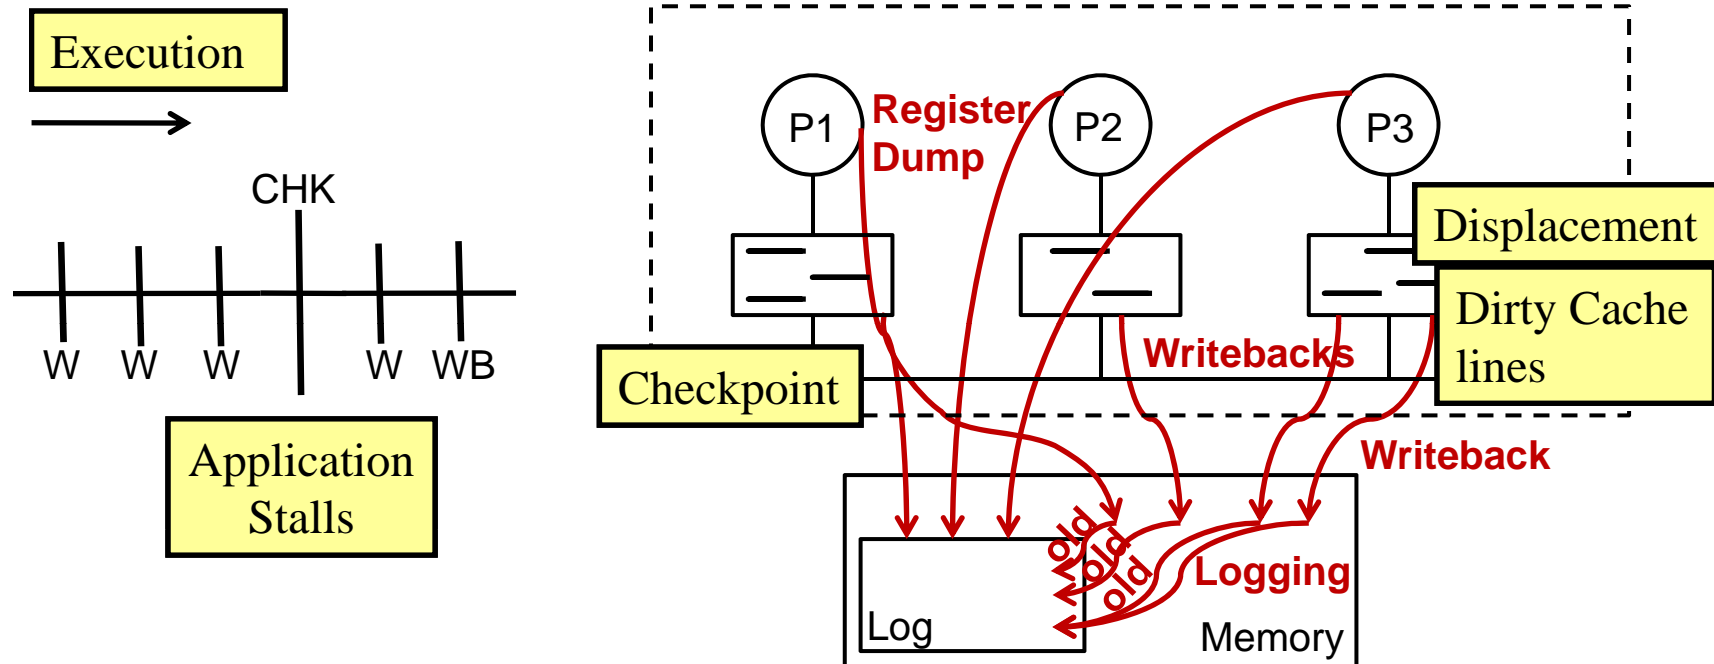 Execution
CHK
W W W W WB
Application
Stalls
P1
Register
Dump
P2
P3
Displacement
Dirty Cache
lines
Writebacks
Checkpoint
Writeback
old
old
old
Logging
Log
Memory